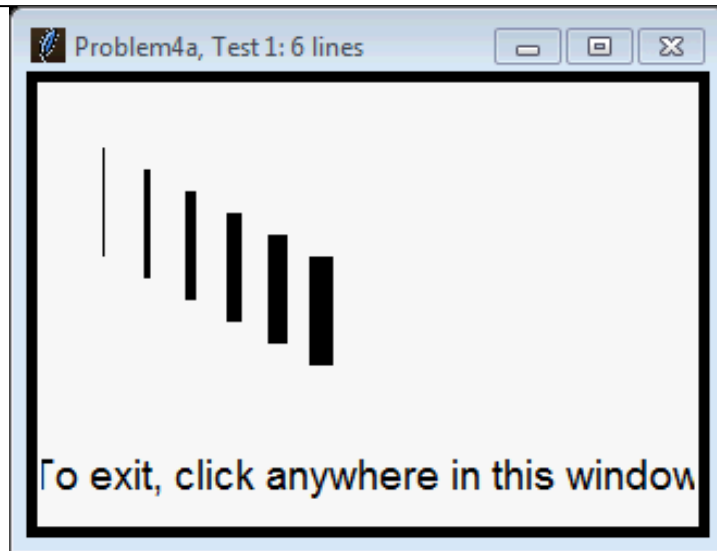 Problem4a, Test 1: 6 lines
To exit, click anywhere in this window